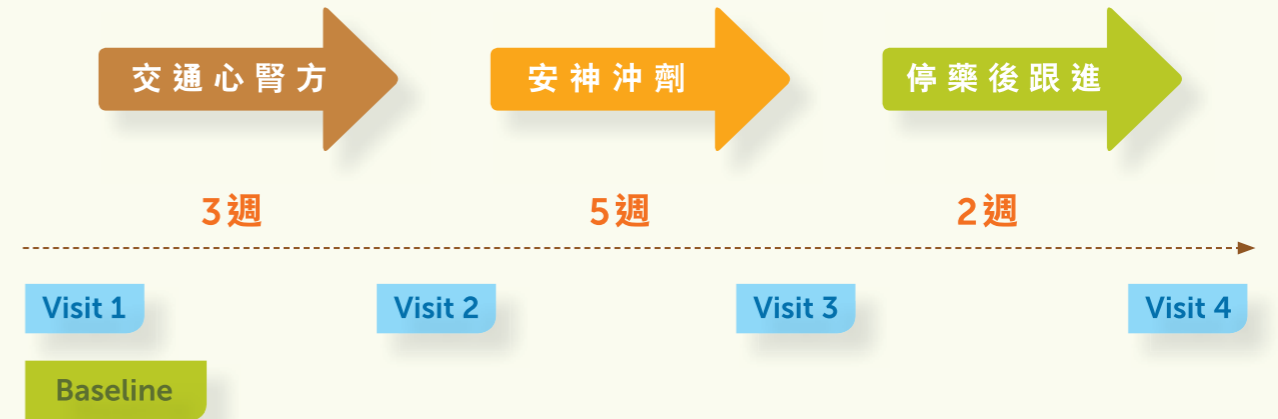 交通心腎方
安神沖劑
停藥後跟進
3週
5週
2週
Visit 1
Visit 2
Visit 3
Visit 4
Baseline